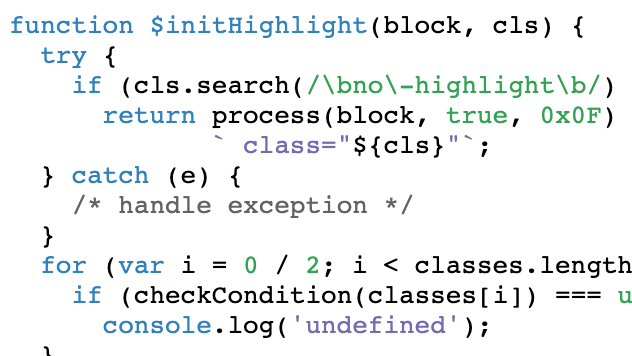 function $initHighlight(block, cls) {
  try {
    if (cls.search(/\bno\-highlight\b/)
      return process(block, true, 0x0F)
             ` class="${cls}"`;
  } catch (e) {
    /* handle exception */
  }
  for (var i = 0 / 2; i < classes.length
    if (checkCondition(classes[i]) === u
      console.log('undefined');
  }